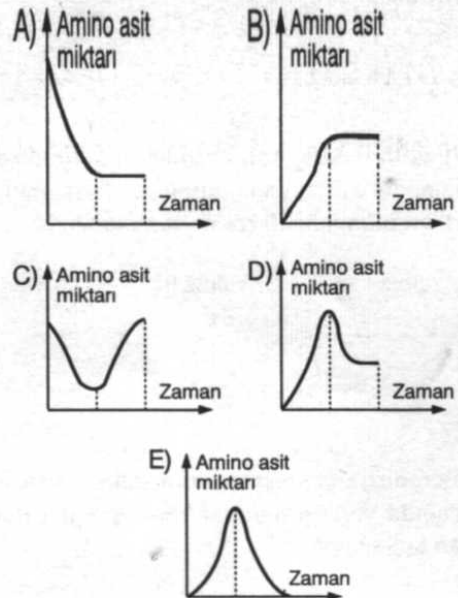 A) Amino asit
miktarı
Zaman
B) Amino asit
miktarı
Zaman
C) Amino asit
miktarı
Zaman
D) Amino asit
miktarı
Zaman
E) Amino asit
miktarı
Zaman